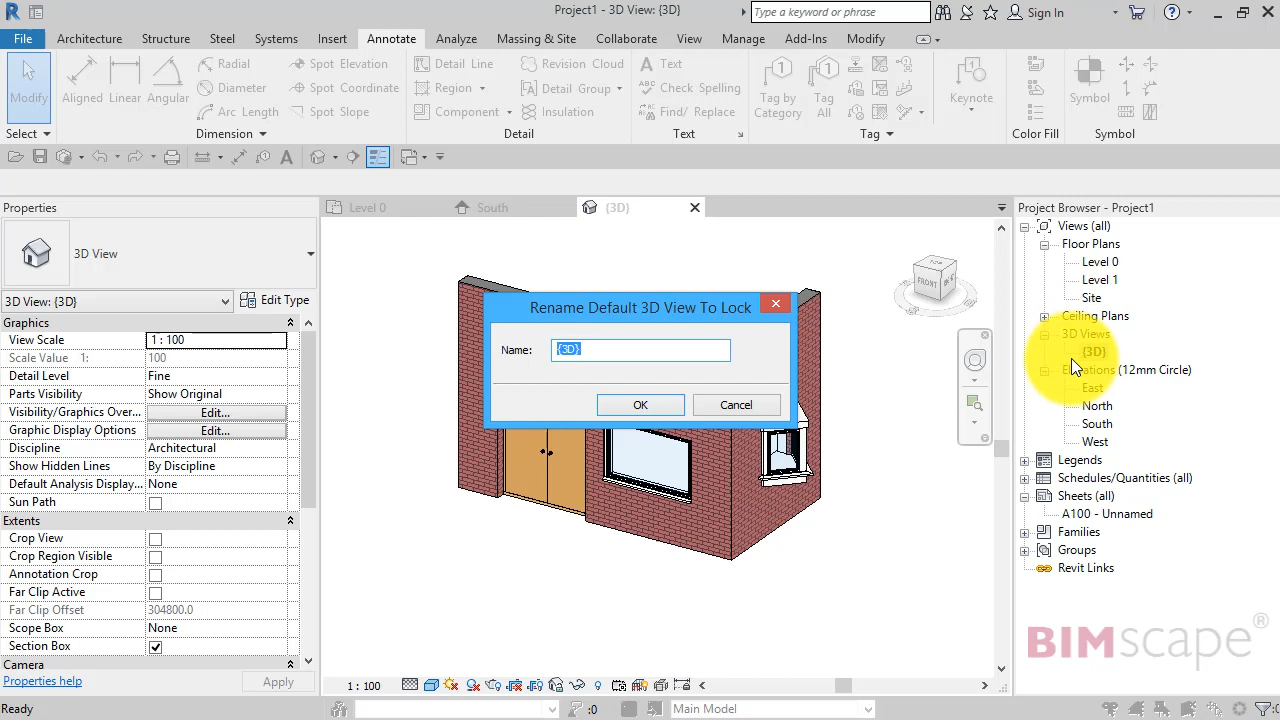 Project1 - 3D View: {3D}
Type a keyword or phrase
Sign In
File Architecture Structure Steel Systems Insert Annotate Analyze Massing & Site Collaborate View Manage Add-Ins Modify
Modify
Select
Aligned Linear Angular
Radial
Diameter
Arc Length
Spot Elevation
Spot Coordinate
Spot Slope
Dimension
Detail Line
Region
Component
Revision Cloud
Detail Group
Insulation
Detail
Text
Check Spelling
Find/ Replace
Text
Tag by Category
Tag All
Tag
Keynote
Color Fill
Symbol
Symbol
Properties
Level 0
South
{3D}
Project Browser - Project1
3D View
3D View: {3D}
Edit Type
Graphics
View Scale 1 : 100
Scale Value 1: 100
Detail Level Fine
Parts Visibility Show Original
Visibility/Graphics Over... Edit...
Graphic Display Options Edit...
Discipline Architectural
Show Hidden Lines By Discipline
Default Analysis Display... None
Sun Path
Extents
Crop View
Crop Region Visible
Annotation Crop
Far Clip Active
Far Clip Offset 304800.0
Scope Box None
Section Box
Camera
Properties help
Apply
TOP
FRONT
Rename Default 3D View To Lock
Name: {3D}
OK Cancel
Views (all)
Floor Plans
Level 0
Level 1
Site
Ceiling Plans
3D Views
{3D}
Elevations (12mm Circle)
East
North
South
West
Legends
Schedules/Quantities (all)
Sheets (all)
A100 - Unnamed
Families
Groups
Revit Links
BIMscape®
1 : 100
Ready
:0
Main Model